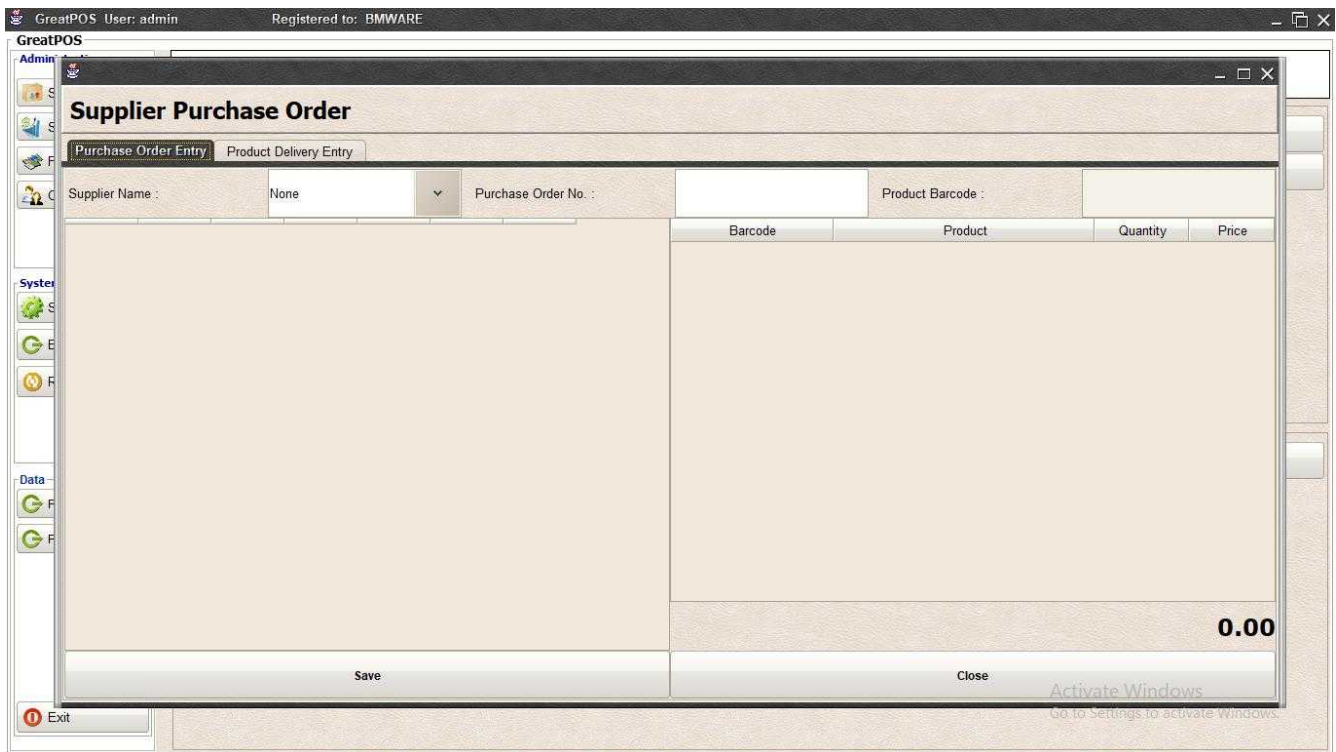 GreatPOS User: admin Registered to: BMWARE
GreatPOS
Supplier Purchase Order
Purchase Order Entry Product Delivery Entry
Supplier Name : None Purchase Order No. : Product Barcode :
Barcode Product Quantity Price
System
Data
0.00
Save Close
Activate Windows
Go to Settings to activate Windows.
Exit